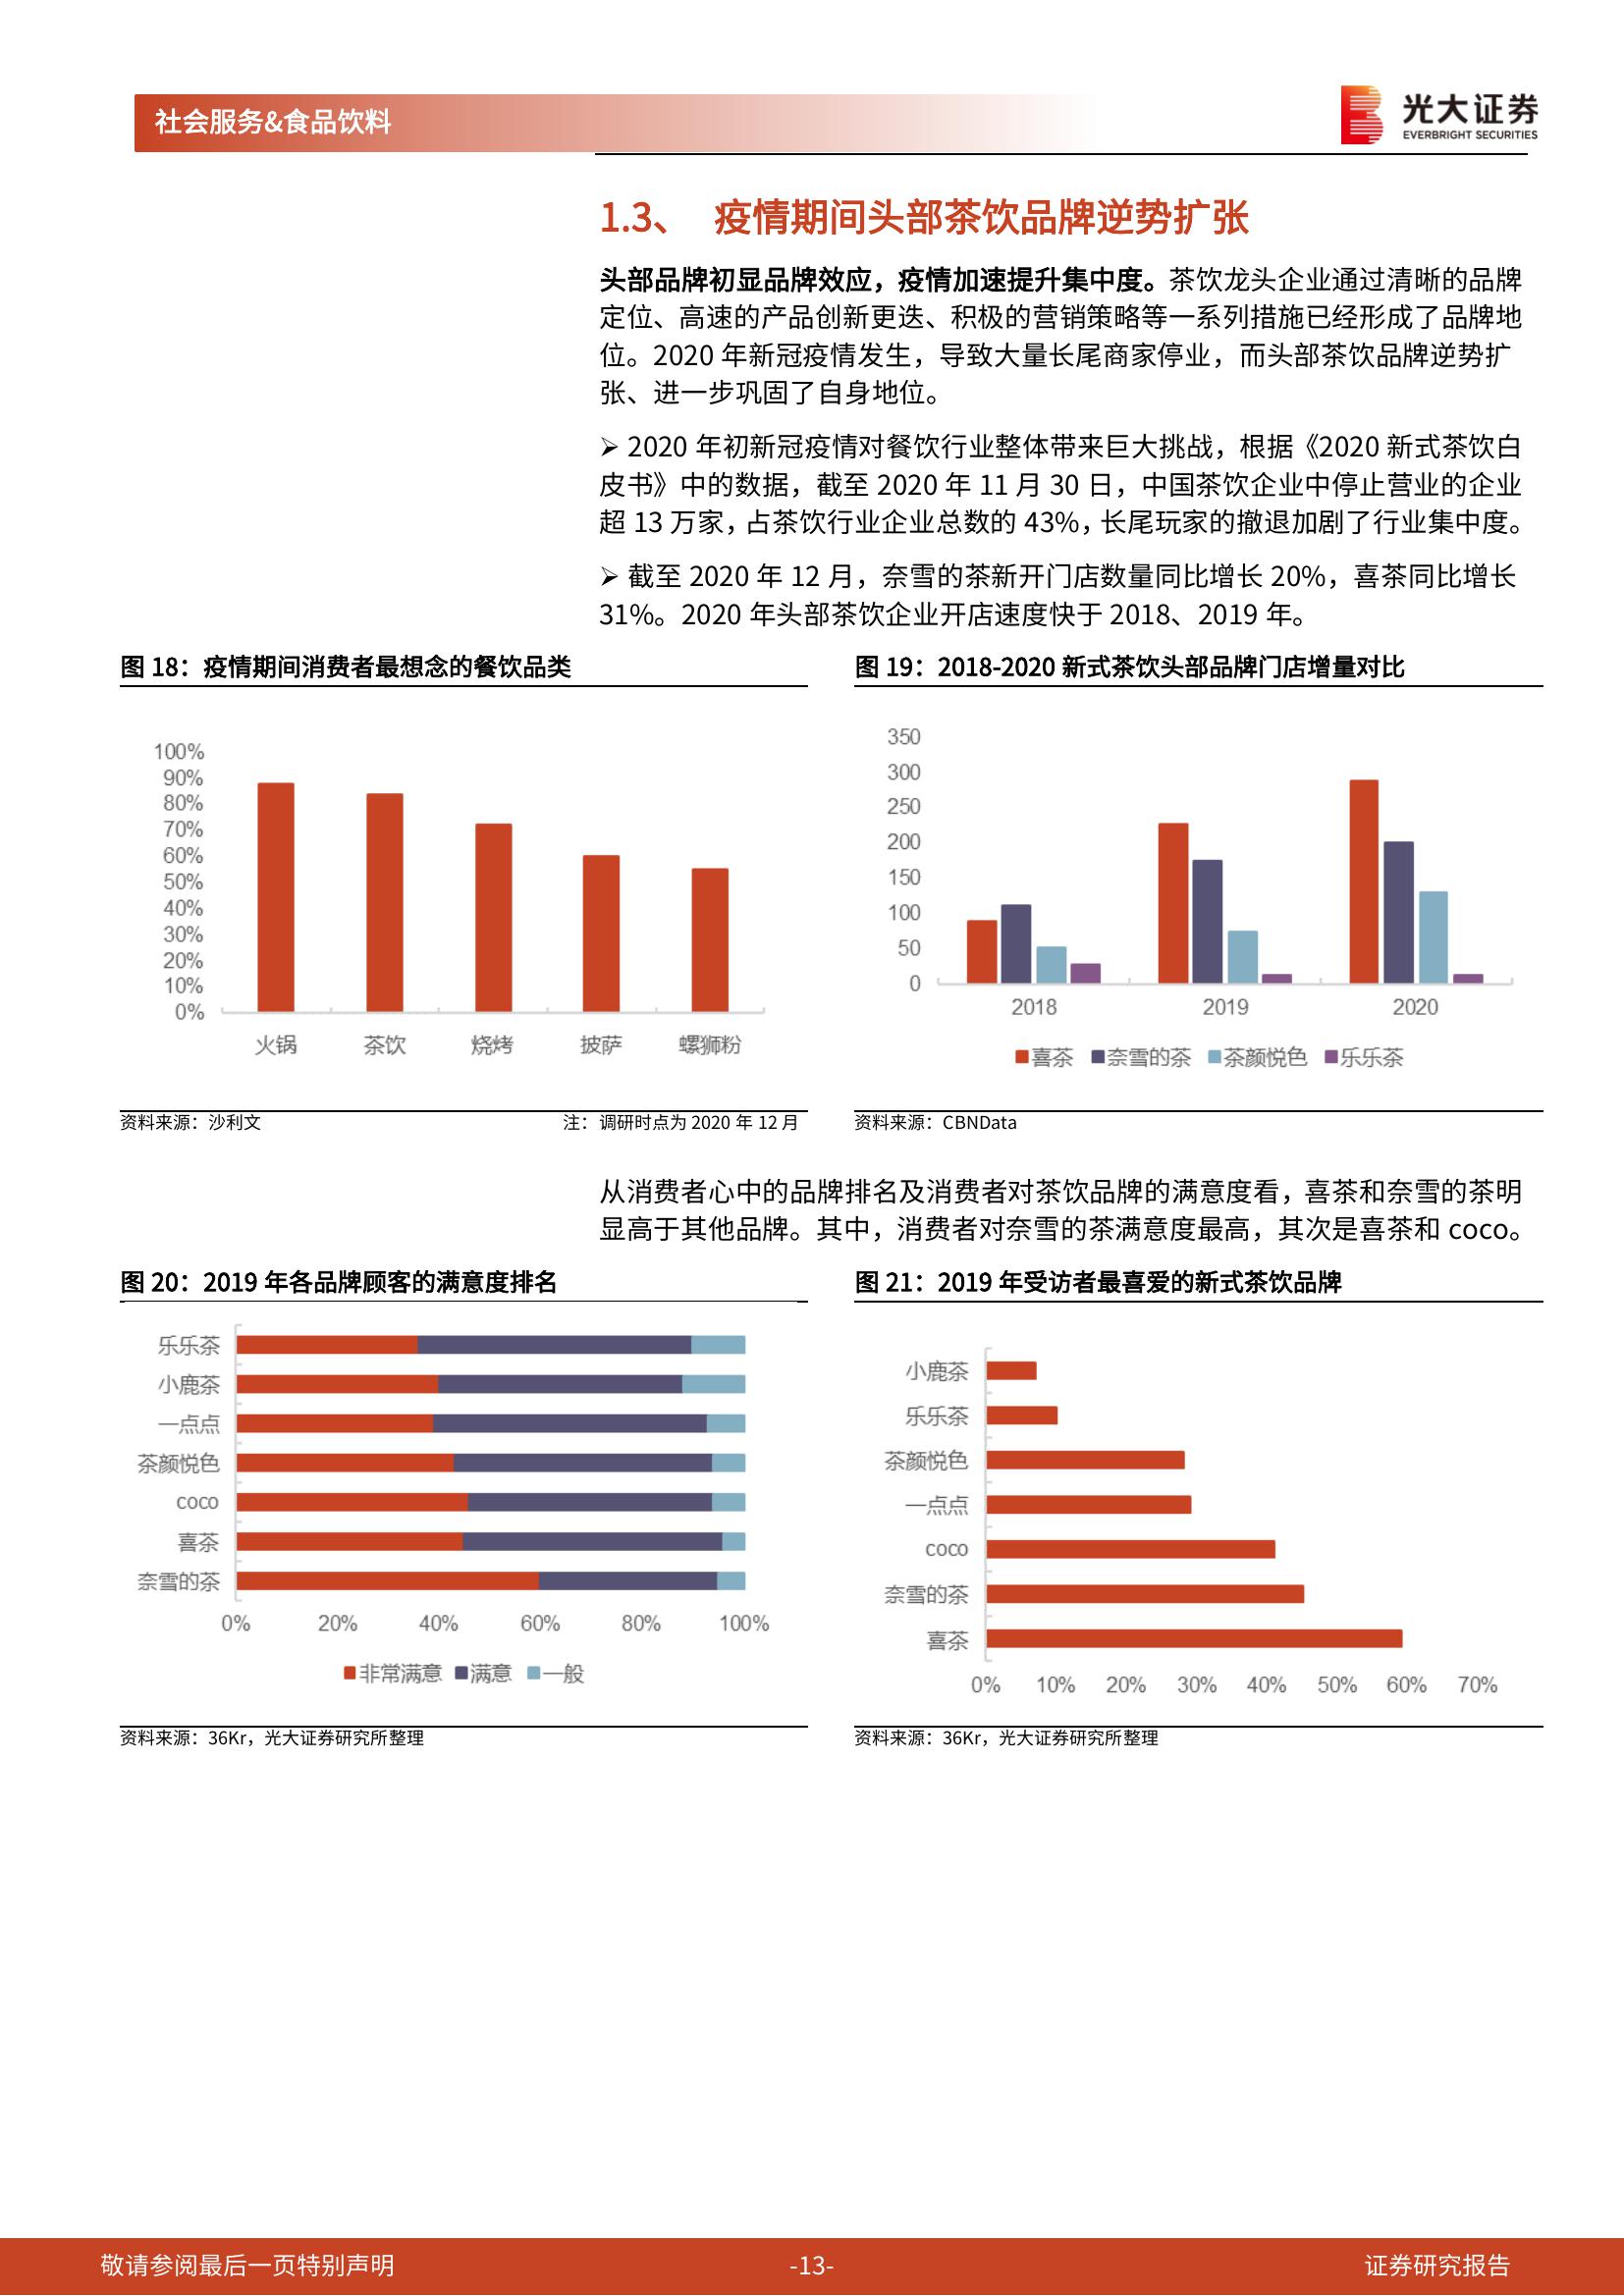 社会服务&食品饮料
光大证券
EVERBRIGHT SECURITIES
1.3、 疫情期间头部茶饮品牌逆势扩张
头部品牌初显品牌效应，疫情加速提升集中度。茶饮龙头企业通过清晰的品牌
定位、高速的产品创新更迭、积极的营销策略等一系列措施已经形成了品牌地
位。2020 年新冠疫情发生，导致大量长尾商家停业，而头部茶饮品牌逆势扩
张、进一步巩固了自身地位。
➢ 2020 年初新冠疫情对餐饮行业整体带来巨大挑战，根据《2020 新式茶饮白
皮书》中的数据，截至 2020 年 11 月 30 日，中国茶饮企业中停止营业的企业
超 13 万家，占茶饮行业企业总数的 43%，长尾玩家的撤退加剧了行业集中度。
➢ 截至 2020 年 12 月，奈雪的茶新开门店数量同比增长 20%，喜茶同比增长
31%。2020 年头部茶饮企业开店速度快于 2018、2019 年。
图 18：疫情期间消费者最想念的餐饮品类
100%
90%
80%
70%
60%
50%
40%
30%
20%
10%
0%
火锅 茶饮 烧烤 披萨 螺狮粉
资料来源：沙利文 注：调研时点为 2020 年 12 月
图 19：2018-2020 新式茶饮头部品牌门店增量对比
350
300
250
200
150
100
50
0
2018 2019 2020
喜茶 奈雪的茶 茶颜悦色 乐乐茶
资料来源：CBNData
从消费者心中的品牌排名及消费者对茶饮品牌的满意度看，喜茶和奈雪的茶明
显高于其他品牌。其中，消费者对奈雪的茶满意度最高，其次是喜茶和 coco。
图 20：2019 年各品牌顾客的满意度排名
乐乐茶
小鹿茶
一点点
茶颜悦色
coco
喜茶
奈雪的茶
0% 20% 40% 60% 80% 100%
非常满意 满意 一般
资料来源：36Kr，光大证券研究所整理
图 21：2019 年受访者最喜爱的新式茶饮品牌
小鹿茶
乐乐茶
茶颜悦色
一点点
coco
奈雪的茶
喜茶
0% 10% 20% 30% 40% 50% 60% 70%
资料来源：36Kr，光大证券研究所整理
敬请参阅最后一页特别声明 -13- 证券研究报告